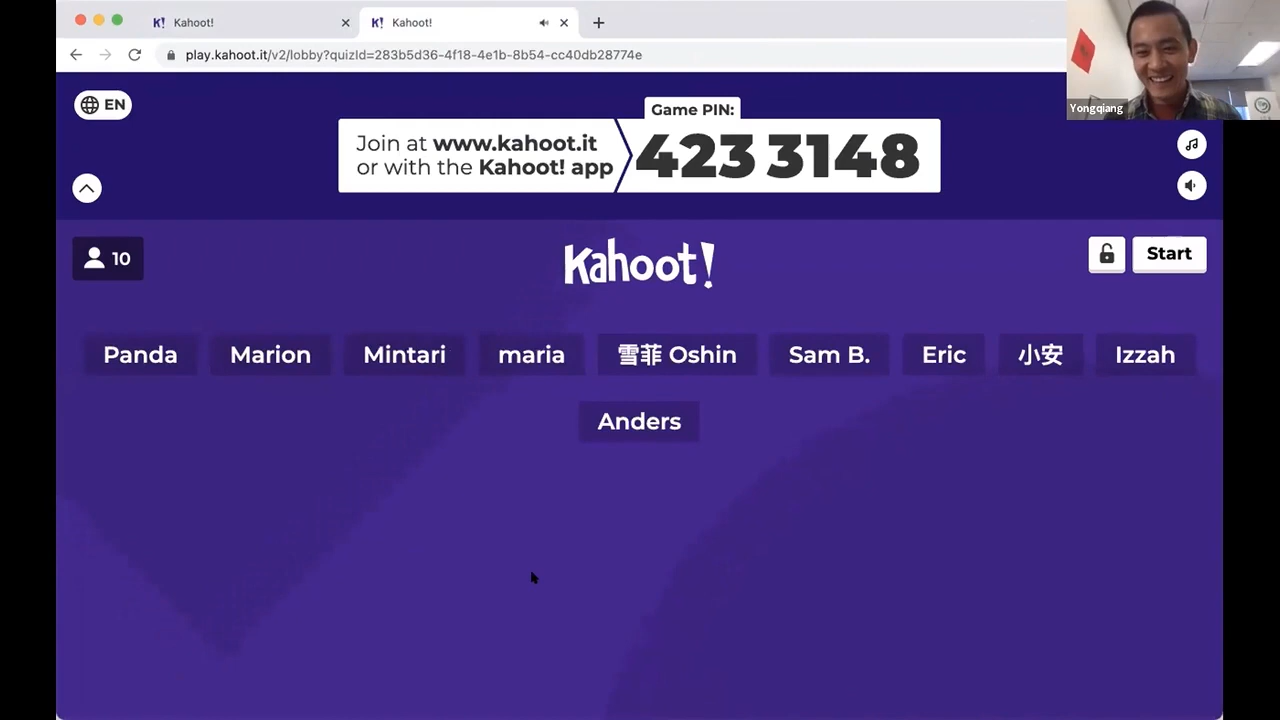 Kahoot!
Kahoot!
play.kahoot.it/v2/lobby?quizId=283b5d36-4f18-4e1b-8b54-cc40db28774e
Yongqiang
EN
Game PIN:
Join at www.kahoot.it
or with the Kahoot! app
423 3148
10
Kahoot!
Start
Panda
Marion
Mintari
maria
雪菲 Oshin
Sam B.
Eric
小安
Izzah
Anders